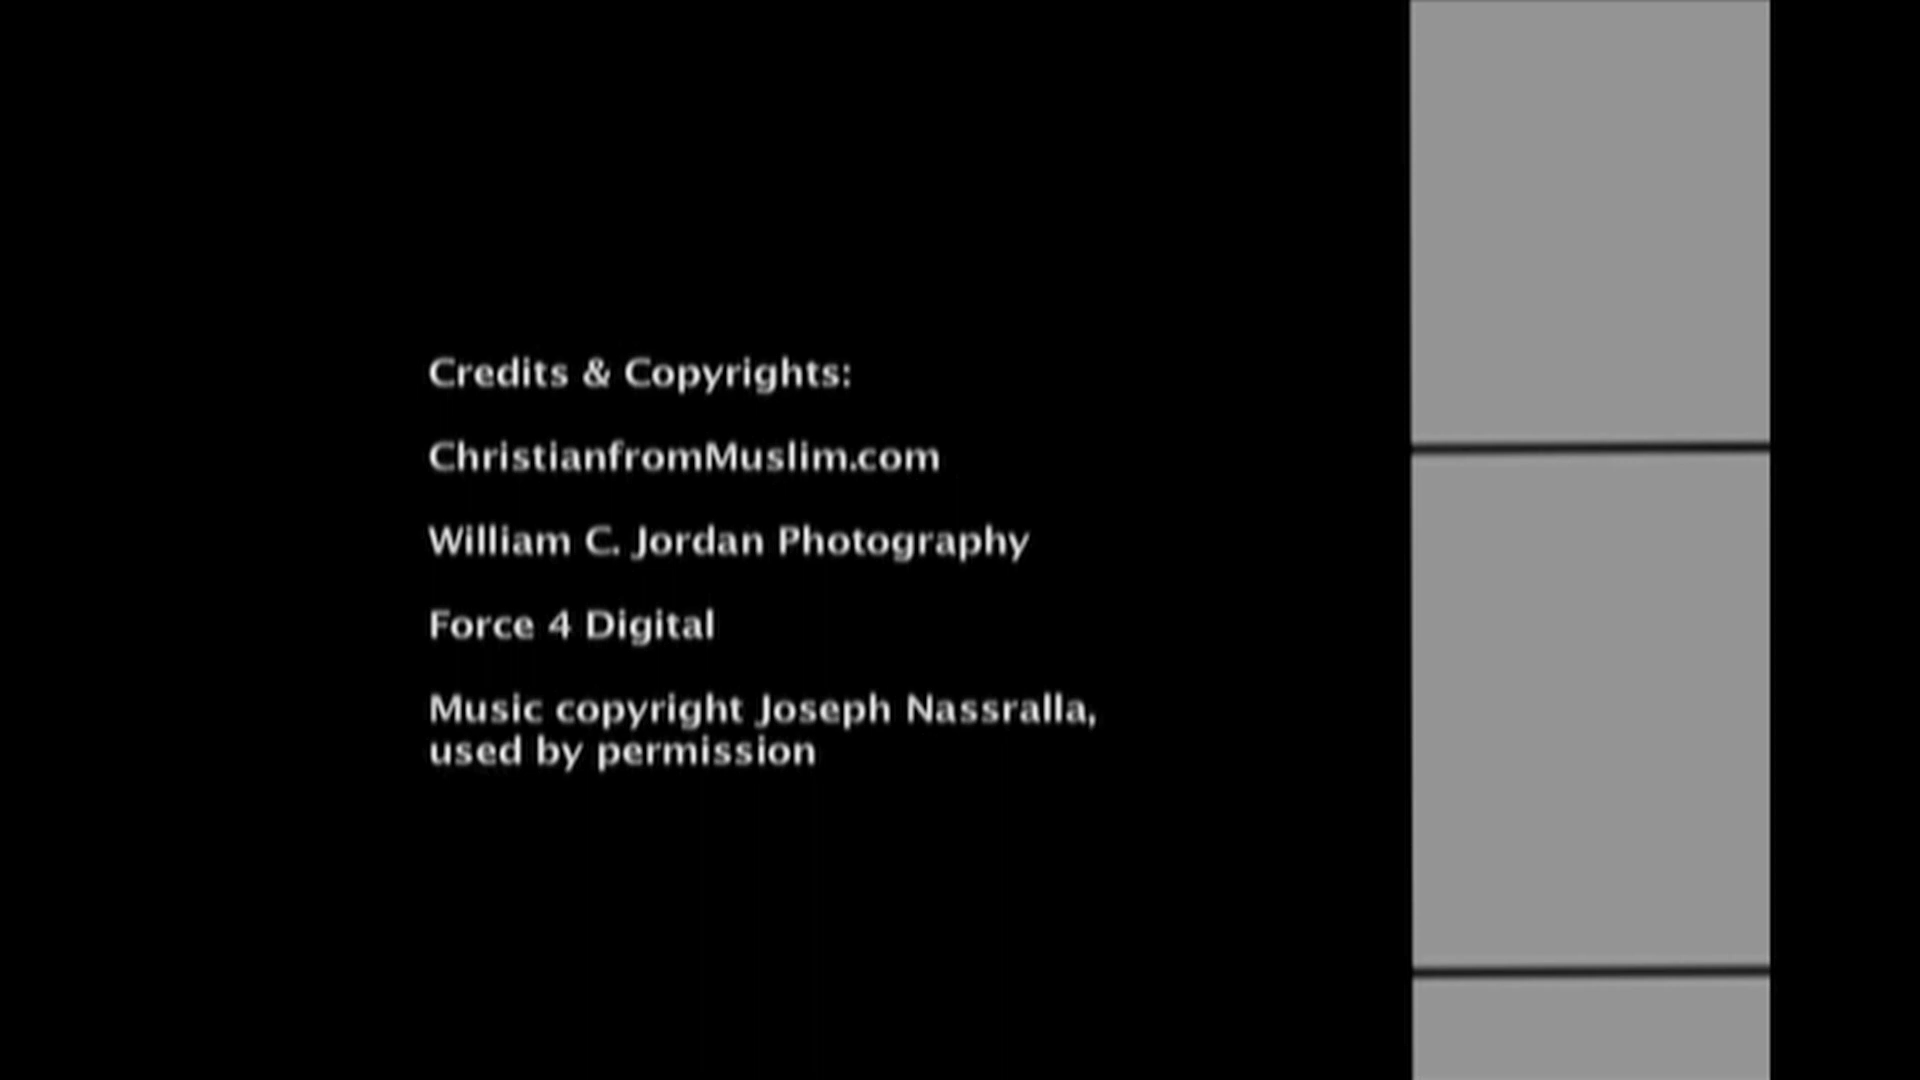 Credits & Copyrights:
ChristianfromMuslim.com
William C. Jordan Photography
Force 4 Digital
Music copyright Joseph Nassralla,
used by permission